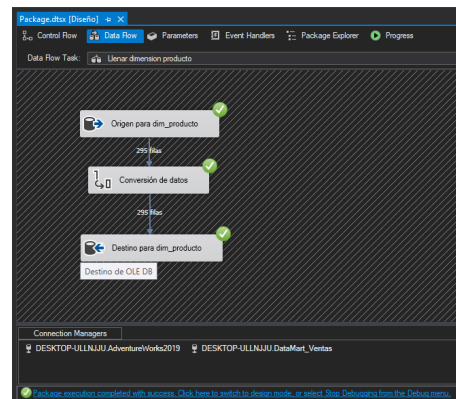 Package.dtsx [Diseño]
Control Flow Data Flow Parameters Event Handlers Package Explorer Progress
Data Flow Task: Llenar dimension producto
Origen para dim_producto
295 filas
Conversión de datos
295 filas
Destino para dim_producto
Destino de OLE DB
Connection Managers
DESKTOP-ULLNJJU.AdventureWorks2019 DESKTOP-ULLNJJU.DataMart_Ventas
Package execution completed with success. Click here to switch to design mode, or select Stop Debugging from the Debug menu.